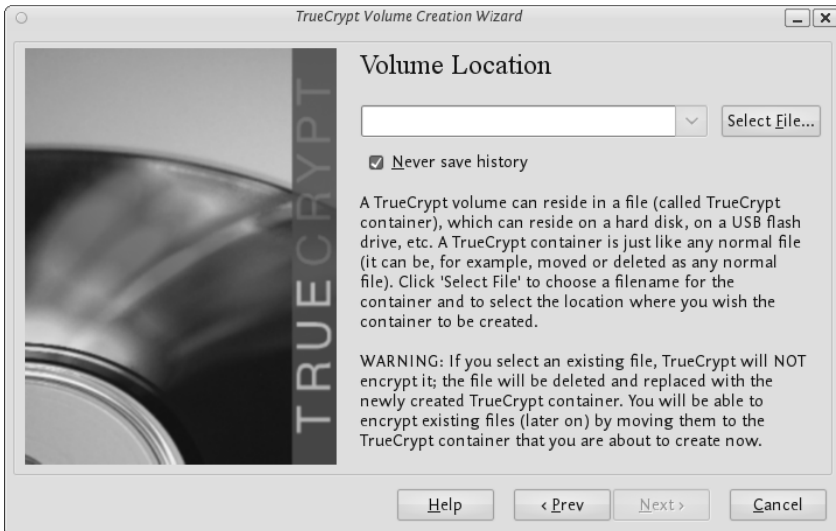 TrueCrypt Volume Creation Wizard
TRUECRYPT
Volume Location
Select File...
Never save history
A TrueCrypt volume can reside in a file (called TrueCrypt
container), which can reside on a hard disk, on a USB flash
drive, etc. A TrueCrypt container is just like any normal file
(it can be, for example, moved or deleted as any normal
file). Click 'Select File' to choose a filename for the
container and to select the location where you wish the
container to be created.
WARNING: If you select an existing file, TrueCrypt will NOT
encrypt it; the file will be deleted and replaced with the
newly created TrueCrypt container. You will be able to
encrypt existing files (later on) by moving them to the
TrueCrypt container that you are about to create now.
Help
< Prev
Next >
Cancel